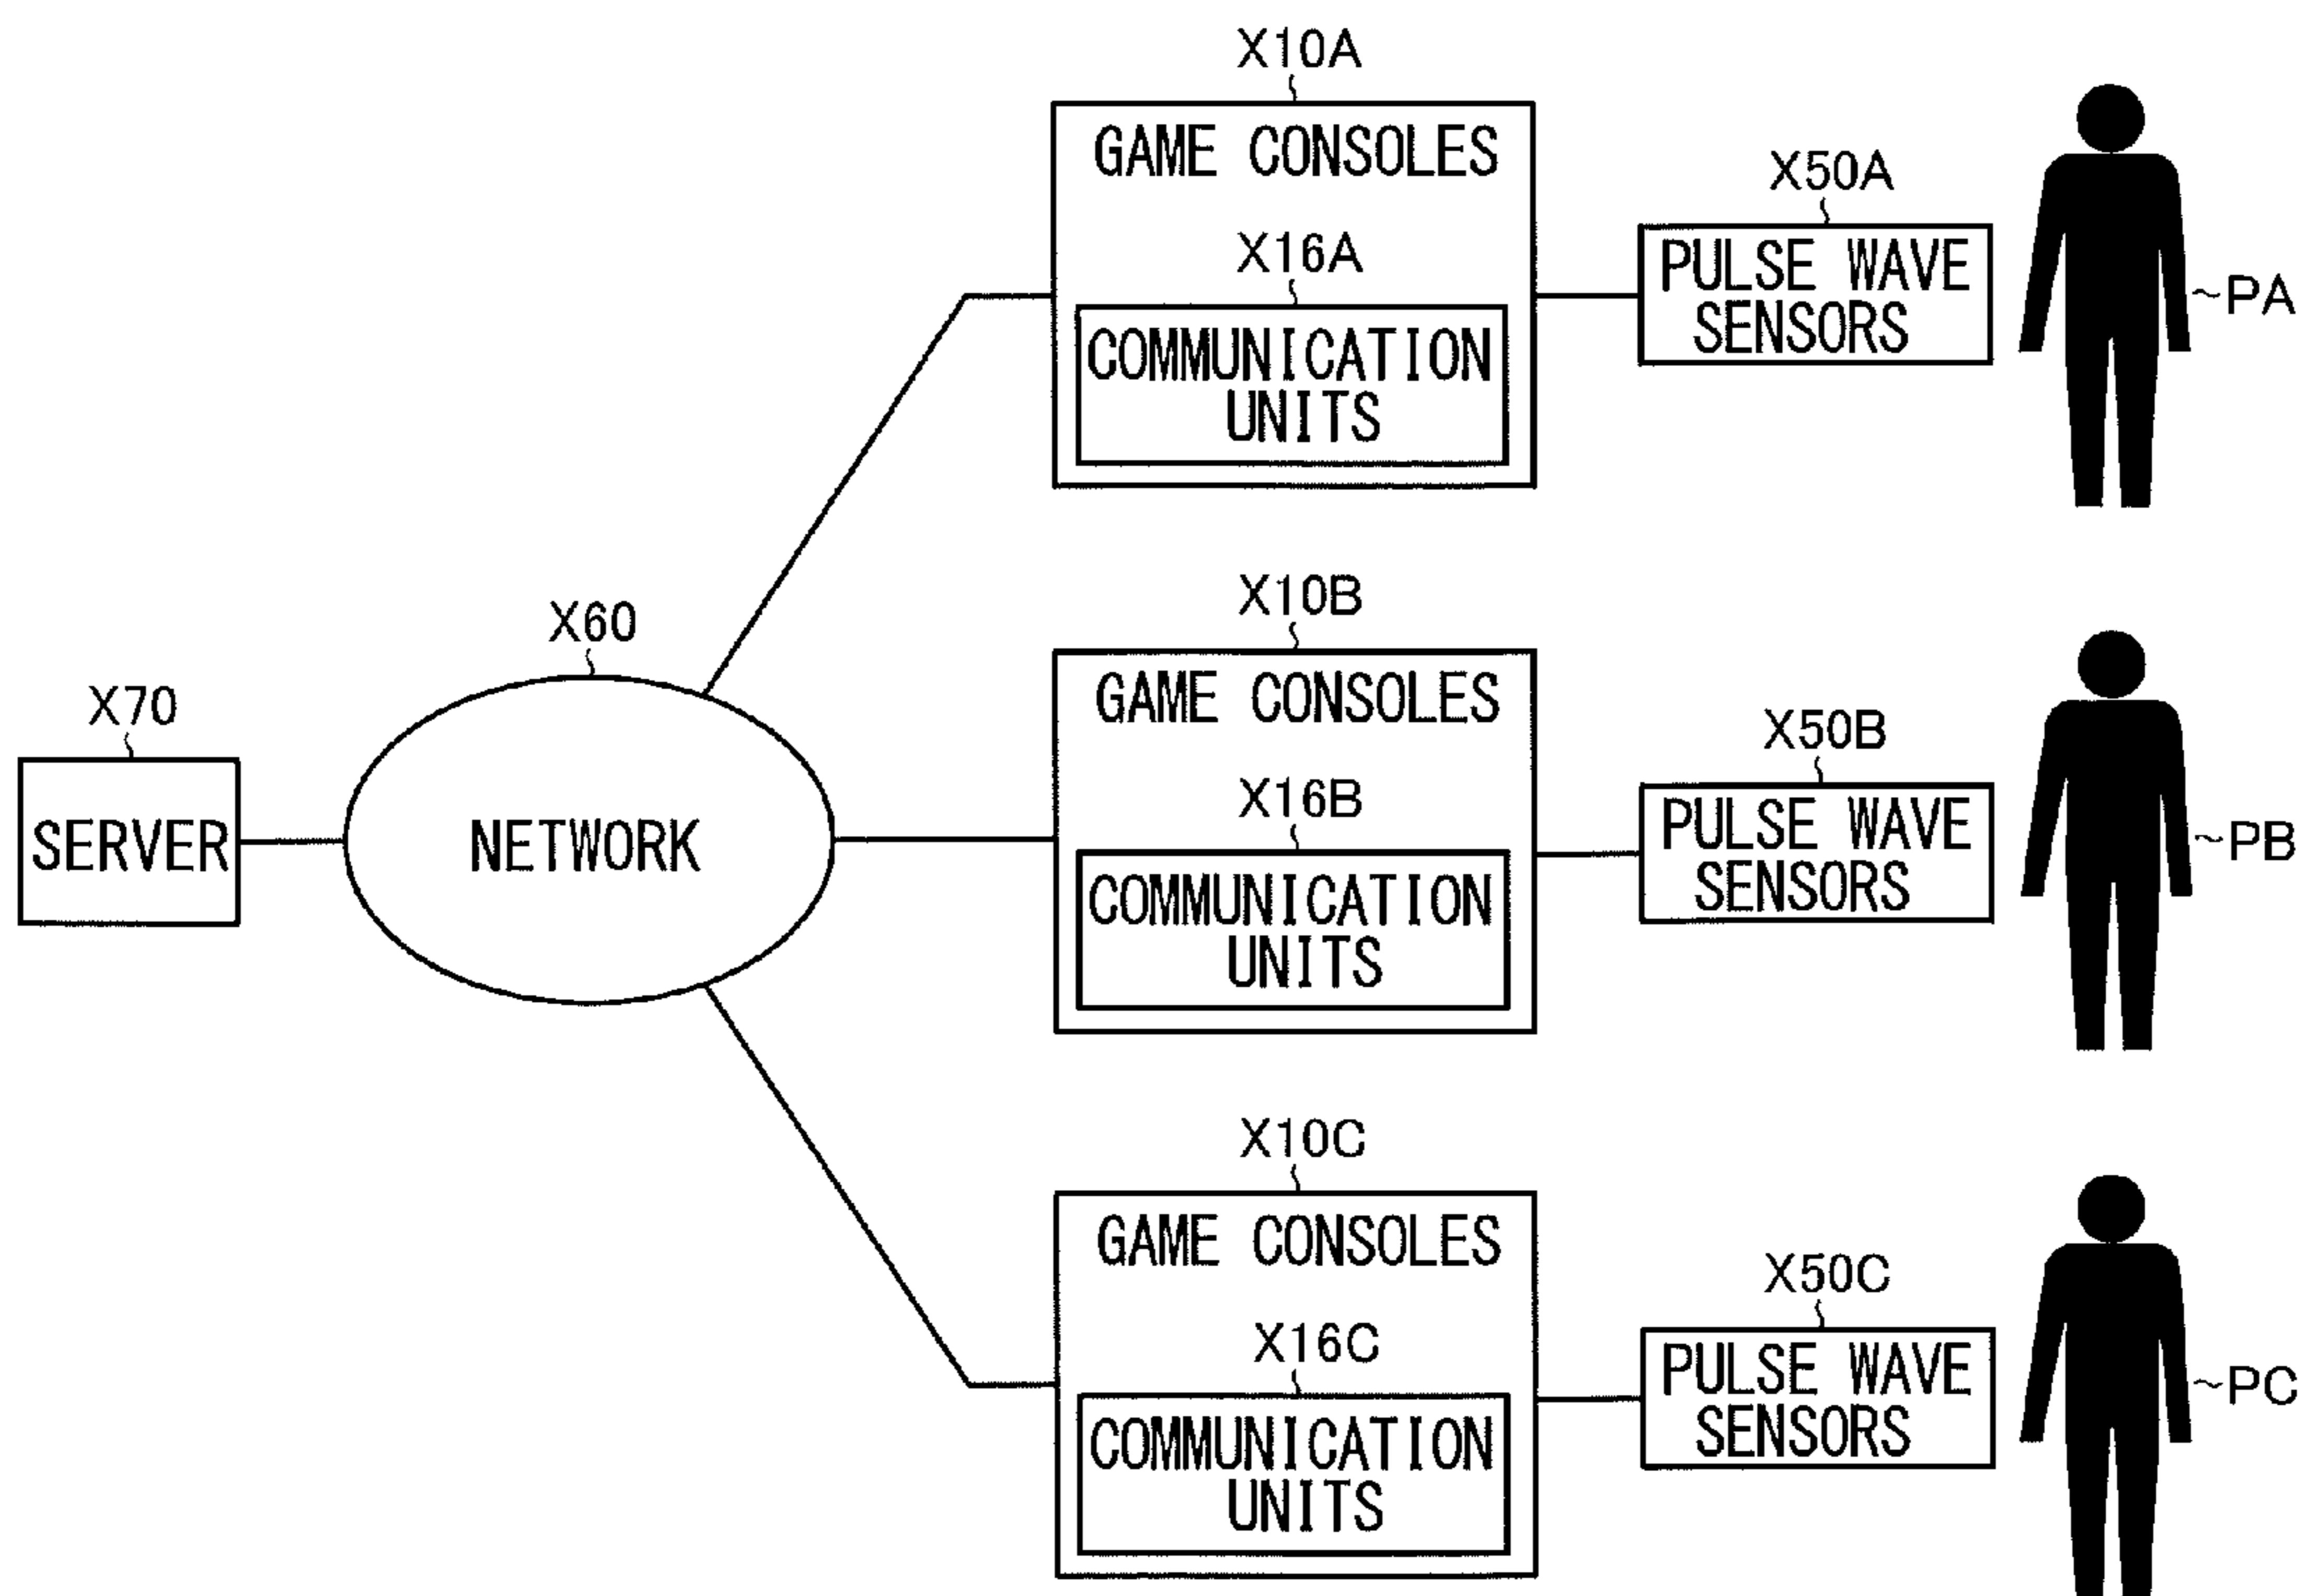 X10A
GAME CONSOLES
X50A
X16A
PULSE WAVE
SENSORS
PA
COMMUNICATION
UNITS
X10B
X60
GAME CONSOLES
X70
X50B
X16B
PULSE WAVE
SENSORS
PB
SERVER
NETWORK
COMMUNICATION
UNITS
X10C
GAME CONSOLES
X50C
X16C
PULSE WAVE
SENSORS
PC
COMMUNICATION
UNITS